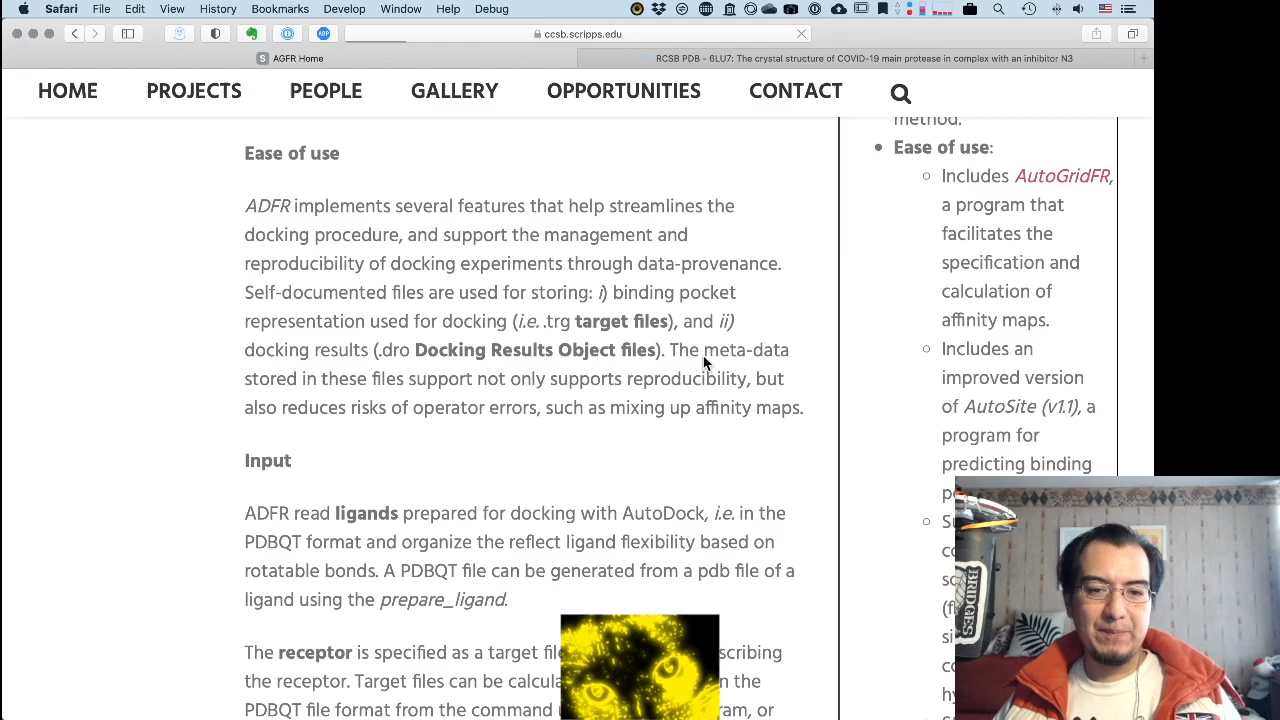 Safari File Edit View History Bookmarks Develop Window Help Debug
ccsb.scripps.edu
AGFR Home
RCSB PDB - 6LU7: The crystal structure of COVID-19 main protease in complex with an inhibitor N3
HOME PROJECTS PEOPLE GALLERY OPPORTUNITIES CONTACT
Ease of use
ADFR implements several features that help streamlines the
docking procedure, and support the management and
reproducibility of docking experiments through data-provenance.
Self-documented files are used for storing: i) binding pocket
representation used for docking (i.e. .trg target files), and ii)
docking results (.dro Docking Results Object files). The meta-data
stored in these files support not only supports reproducibility, but
also reduces risks of operator errors, such as mixing up affinity maps.
Input
ADFR read ligands prepared for docking with AutoDock, i.e. in the
PDBQT format and organize the reflect ligand flexibility based on
rotatable bonds. A PDBQT file can be generated from a pdb file of a
ligand using the prepare_ligand.
The receptor is specified as a target file scribing
the receptor. Target files can be calcula n the
PDBQT file format from the command ram, or
method.
Ease of use:
Includes AutoGridFR,
a program that
facilitates the
specification and
calculation of
affinity maps.
Includes an
improved version
of AutoSite (v1.1), a
program for
predicting binding
BRIDGES